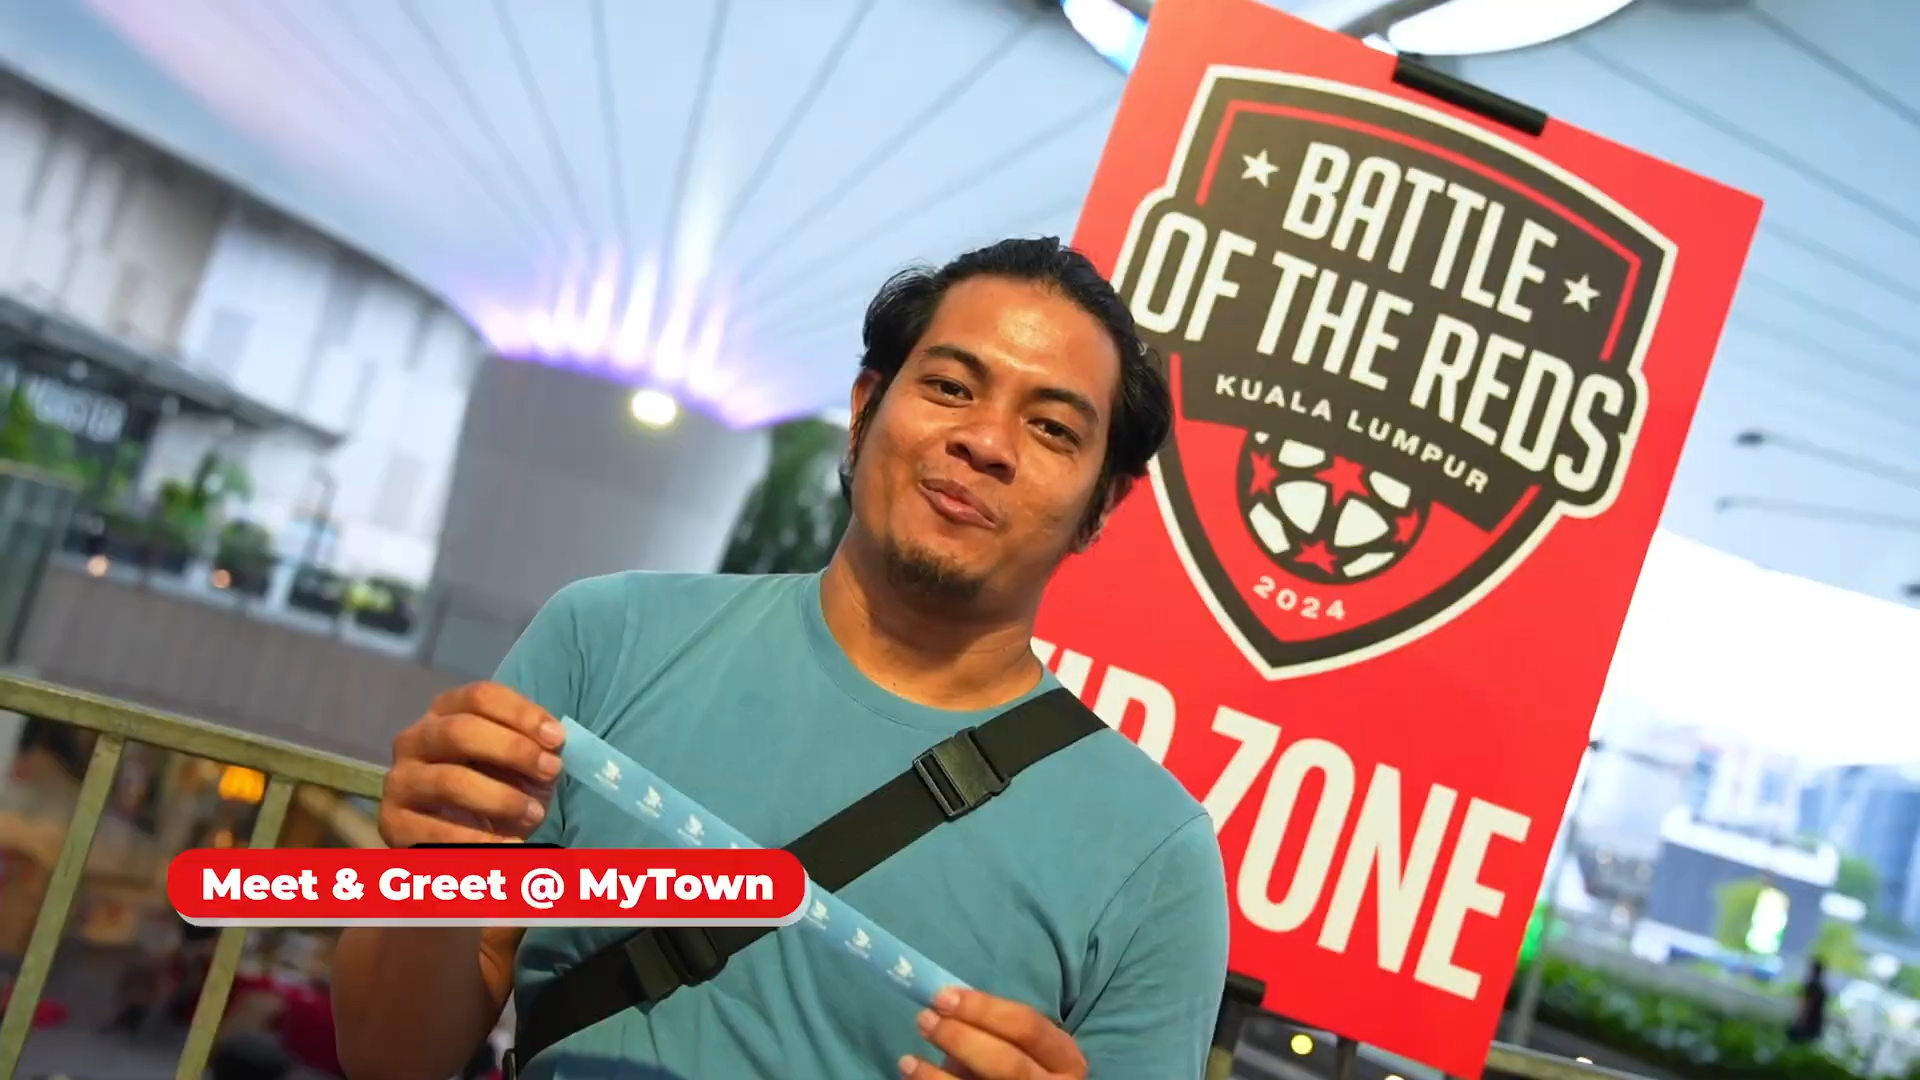 BATTLE
OF THE REDS
KUALA LUMPUR
2024
ZONE
Meet & Greet @ MyTown